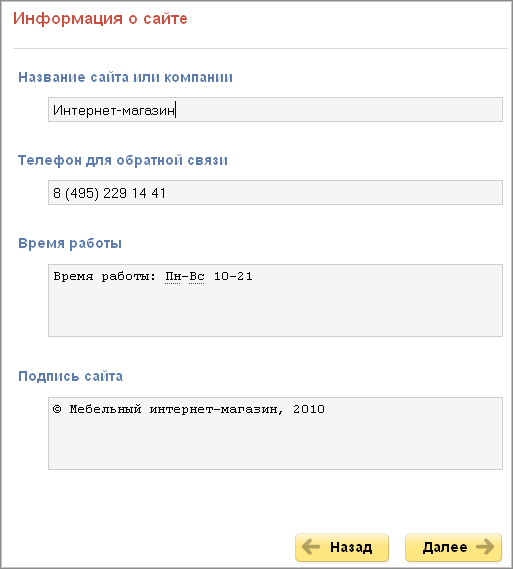 Информация о сайте
Название сайта или компании
Интернет-магазин
Телефон для обратной связи
8 (495) 229 14 41
Время работы
Время работы: Пн-Вс 10-21
Подпись сайта
© Мебельный интернет-магазин, 2010
Назад Далее